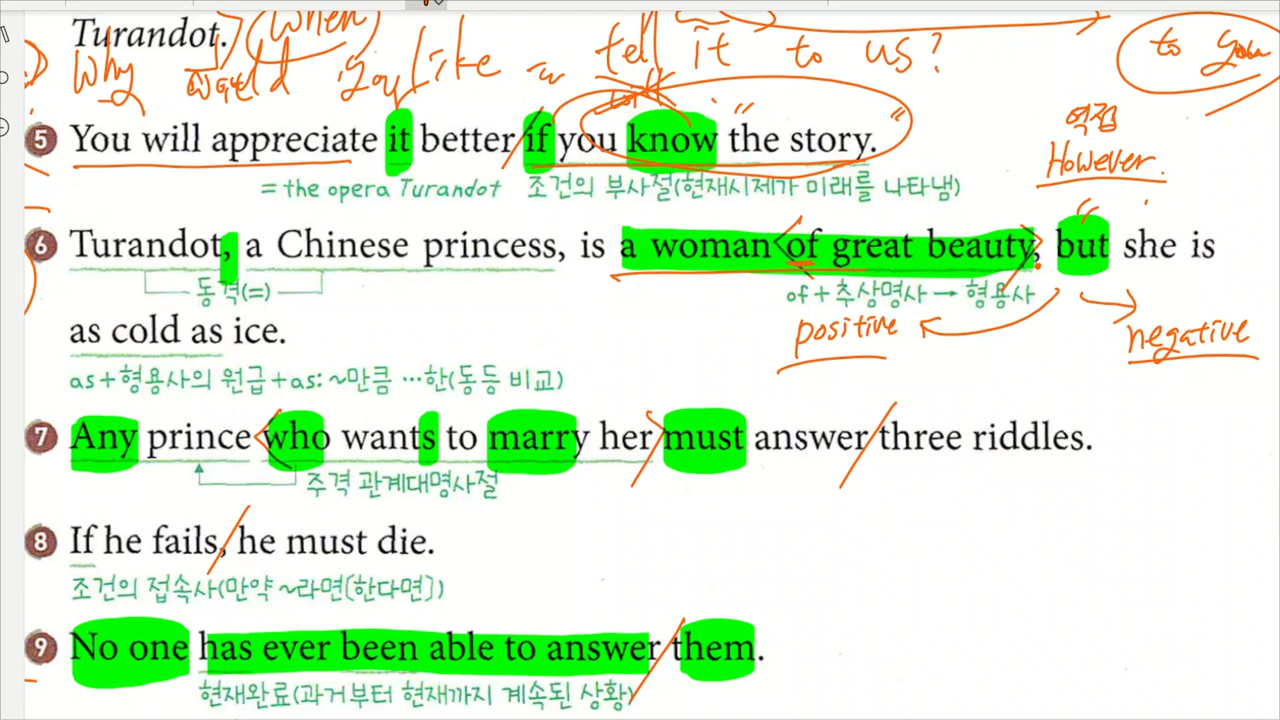 Turandot. (when)
Why would you like to tell it to us? to you
⑤ You will appreciate it better if you know the story.
= the opera Turandot 조건의 부사절(현재시제가 미래를 나타냄)
역접
However.
⑥ Turandot, a Chinese princess, is a woman of great beauty, but she is
동격(=) of + 추상명사 → 형용사
positive negative
as cold as ice.
as + 형용사의 원급 + as: ~만큼 …한(동등 비교)
⑦ Any prince who wants to marry her must answer three riddles.
주격 관계대명사절
⑧ If he fails, he must die.
조건의 접속사(만약 ~라면[한다면])
⑨ No one has ever been able to answer them.
현재완료(과거부터 현재까지 계속된 상황)